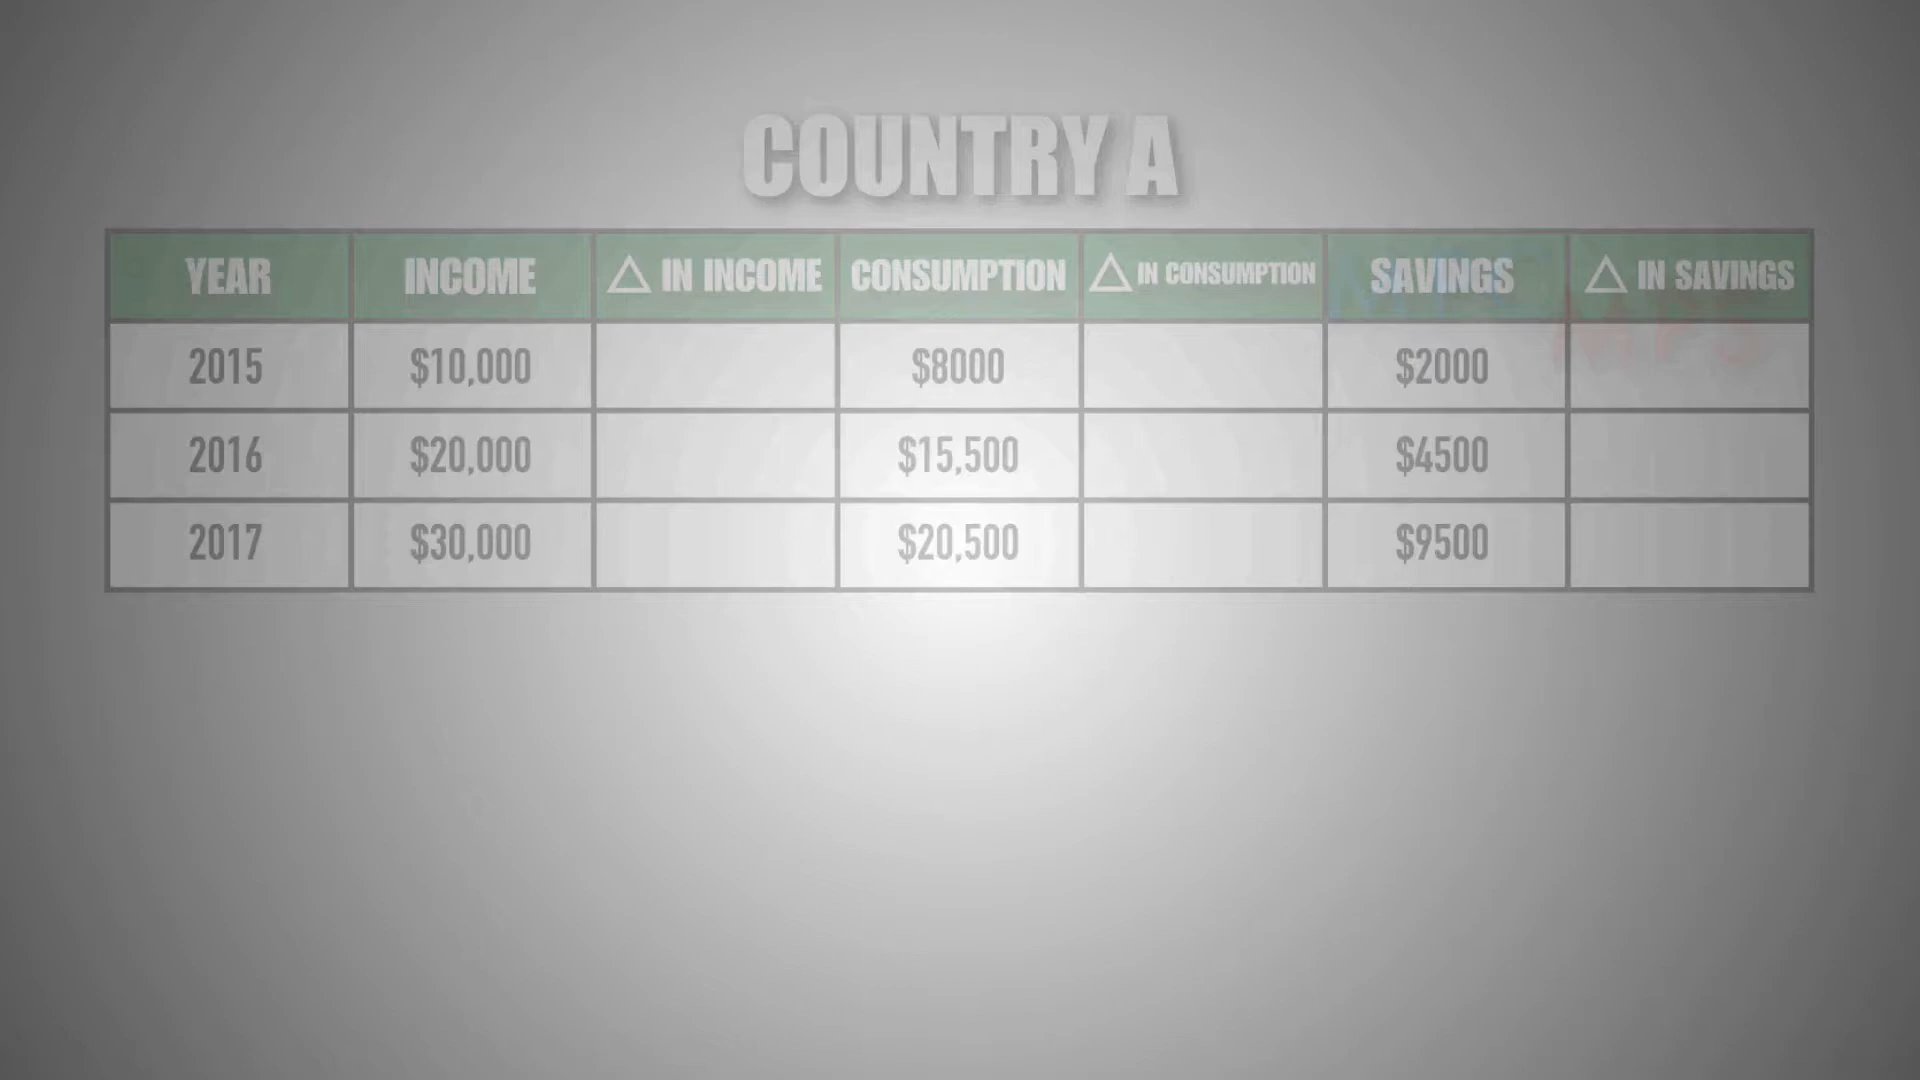 COUNTRY A
YEAR INCOME △ IN INCOME CONSUMPTION △ IN CONSUMPTION SAVINGS △ IN SAVINGS
2015 $10,000 $8000 $2000
2016 $20,000 $15,500 $4500
2017 $30,000 $20,500 $9500
MPS